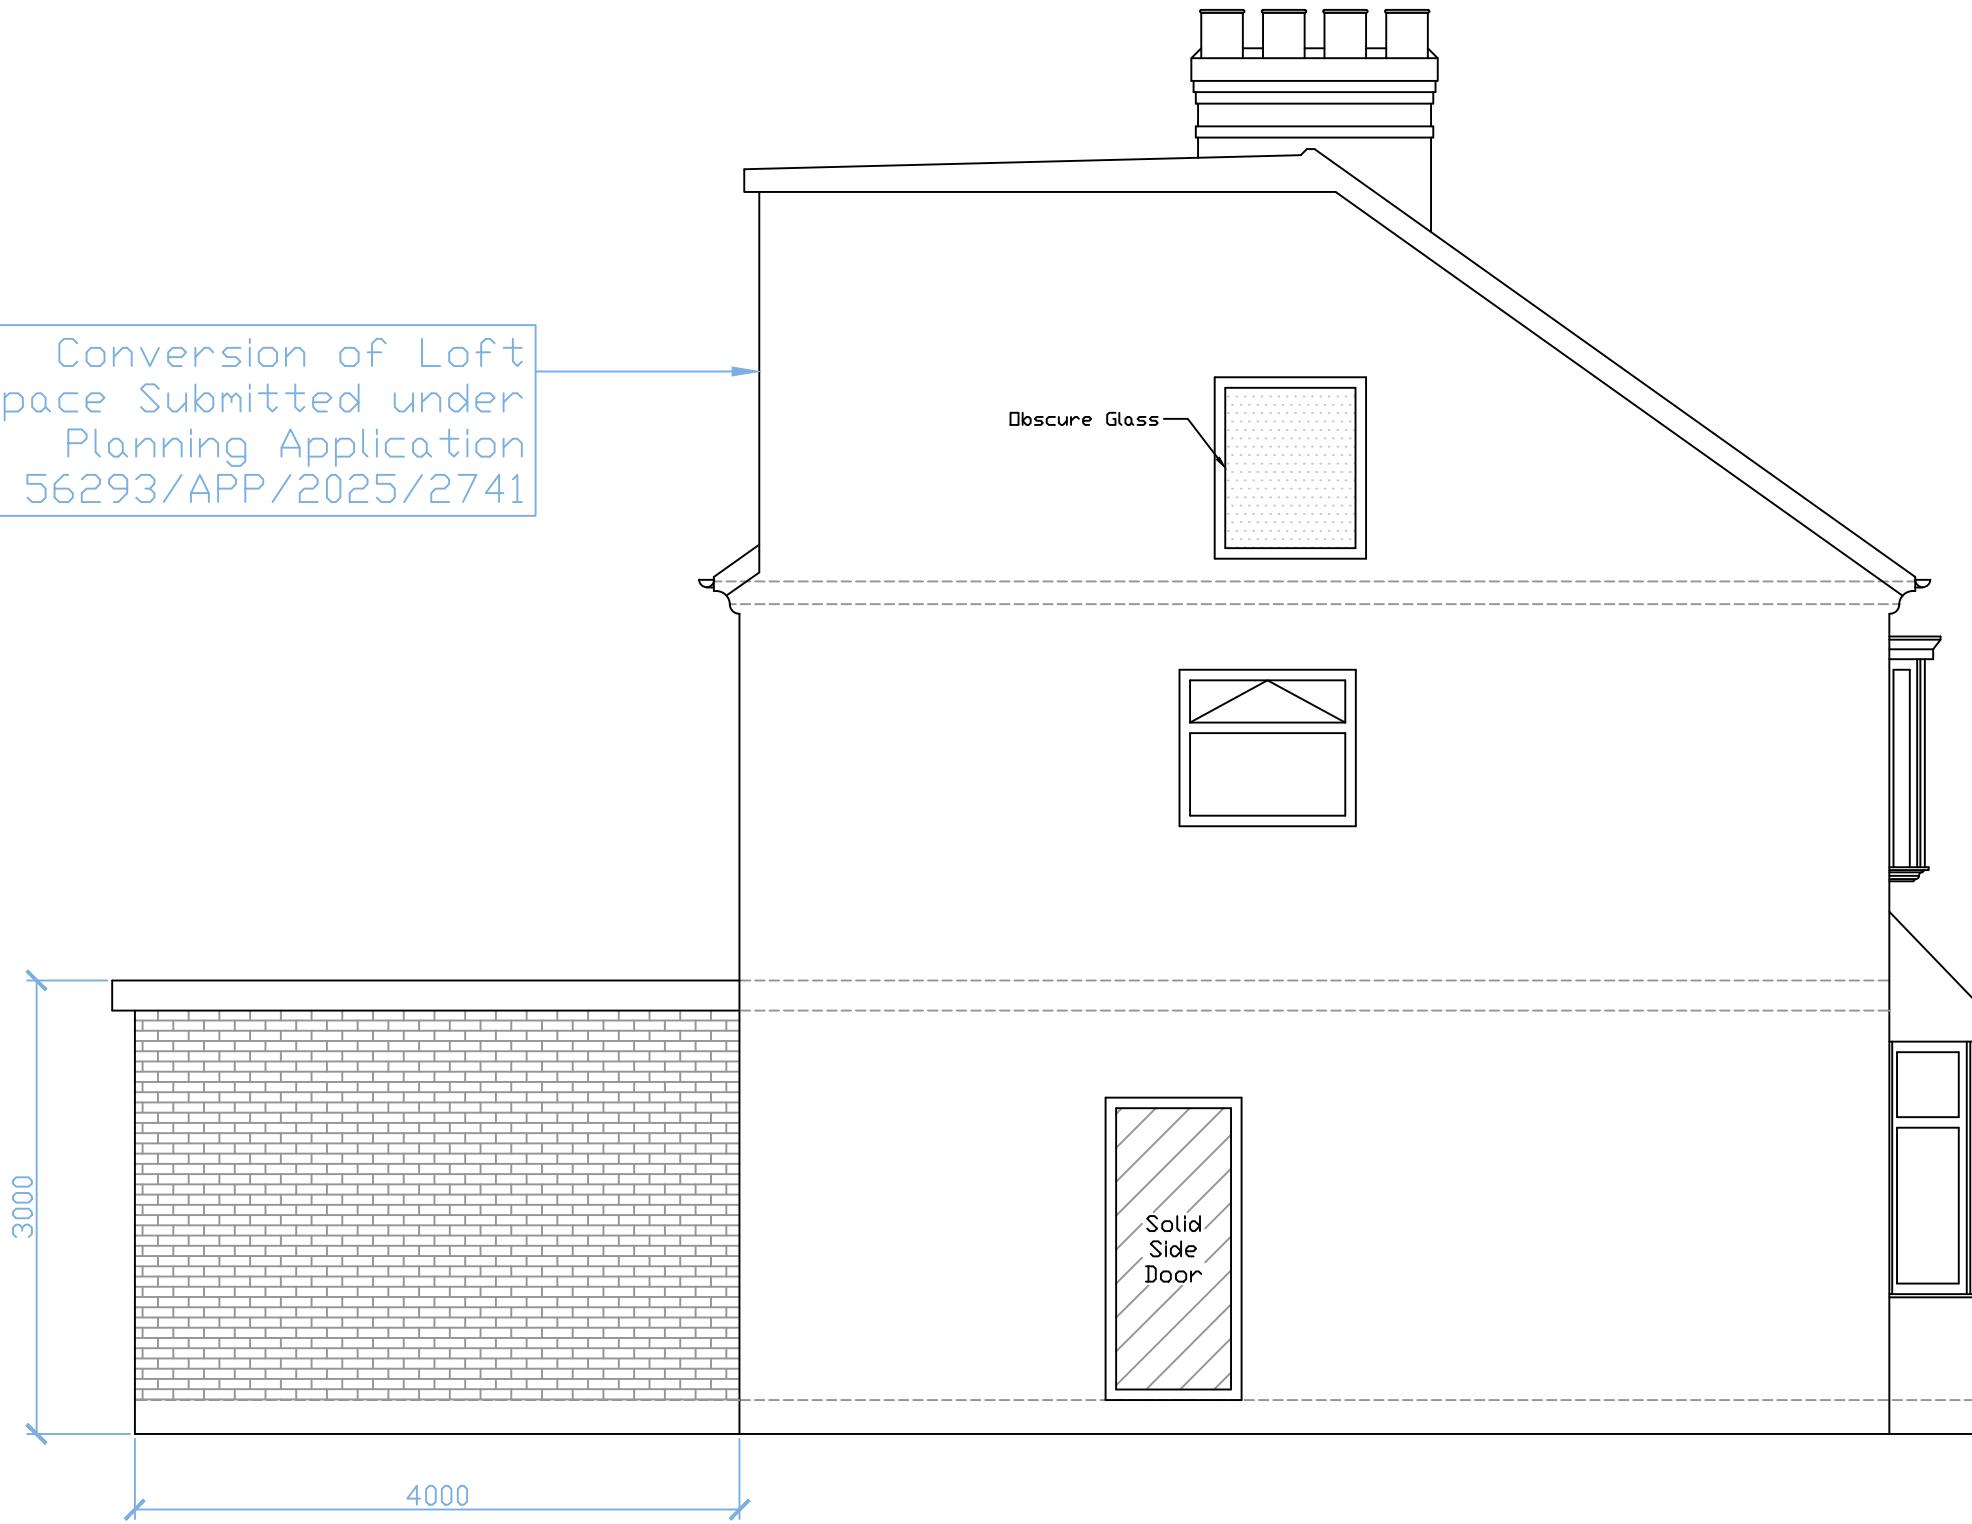 Conversion of Loft
pace Submitted under
Planning Application
56293/APP/2025/2741
Obscure Glass
Solid
Side
Door
3000
4000